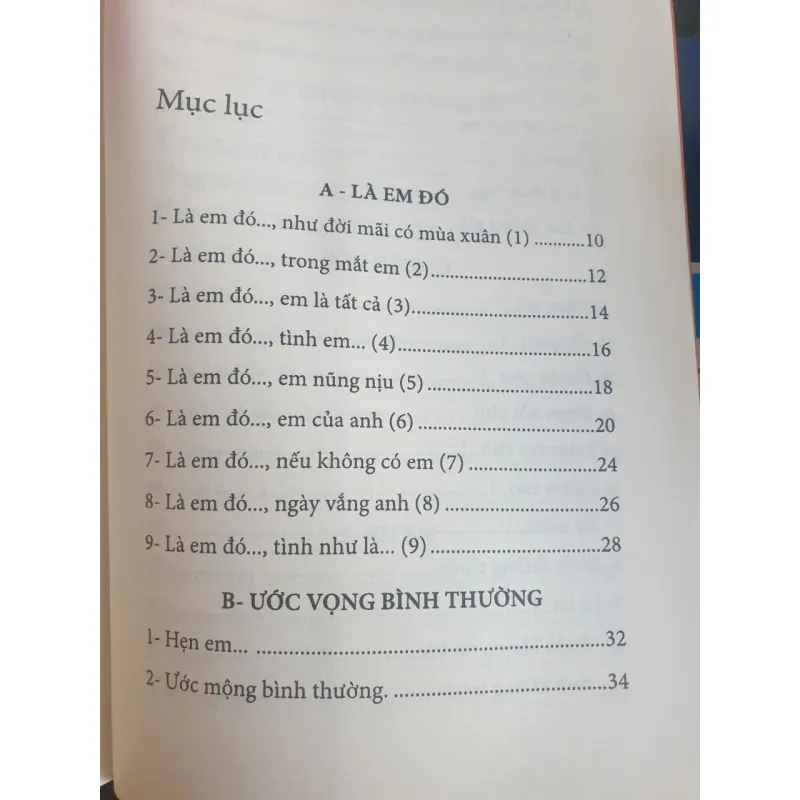 Mục lục
A - LÀ EM ĐÓ
1- Là em đó..., như đời mãi có mùa xuân (1) ...........10
2- Là em đó..., trong mắt em (2)..............................12
3- Là em đó..., em là tất cả (3).................................14
4- Là em đó..., tình em... (4)....................................16
5- Là em đó..., em nũng nịu (5) ...............................18
6- Là em đó..., em của anh (6) .................................20
7- Là em đó..., nếu không có em (7) ........................24
8- Là em đó..., ngày vắng anh (8) ............................26
9- Là em đó..., tình như là... (9)...............................28
B- ƯỚC VỌNG BÌNH THƯỜNG
1- Hẹn em... ..............................................................32
2- Ước mộng bình thường. ......................................34